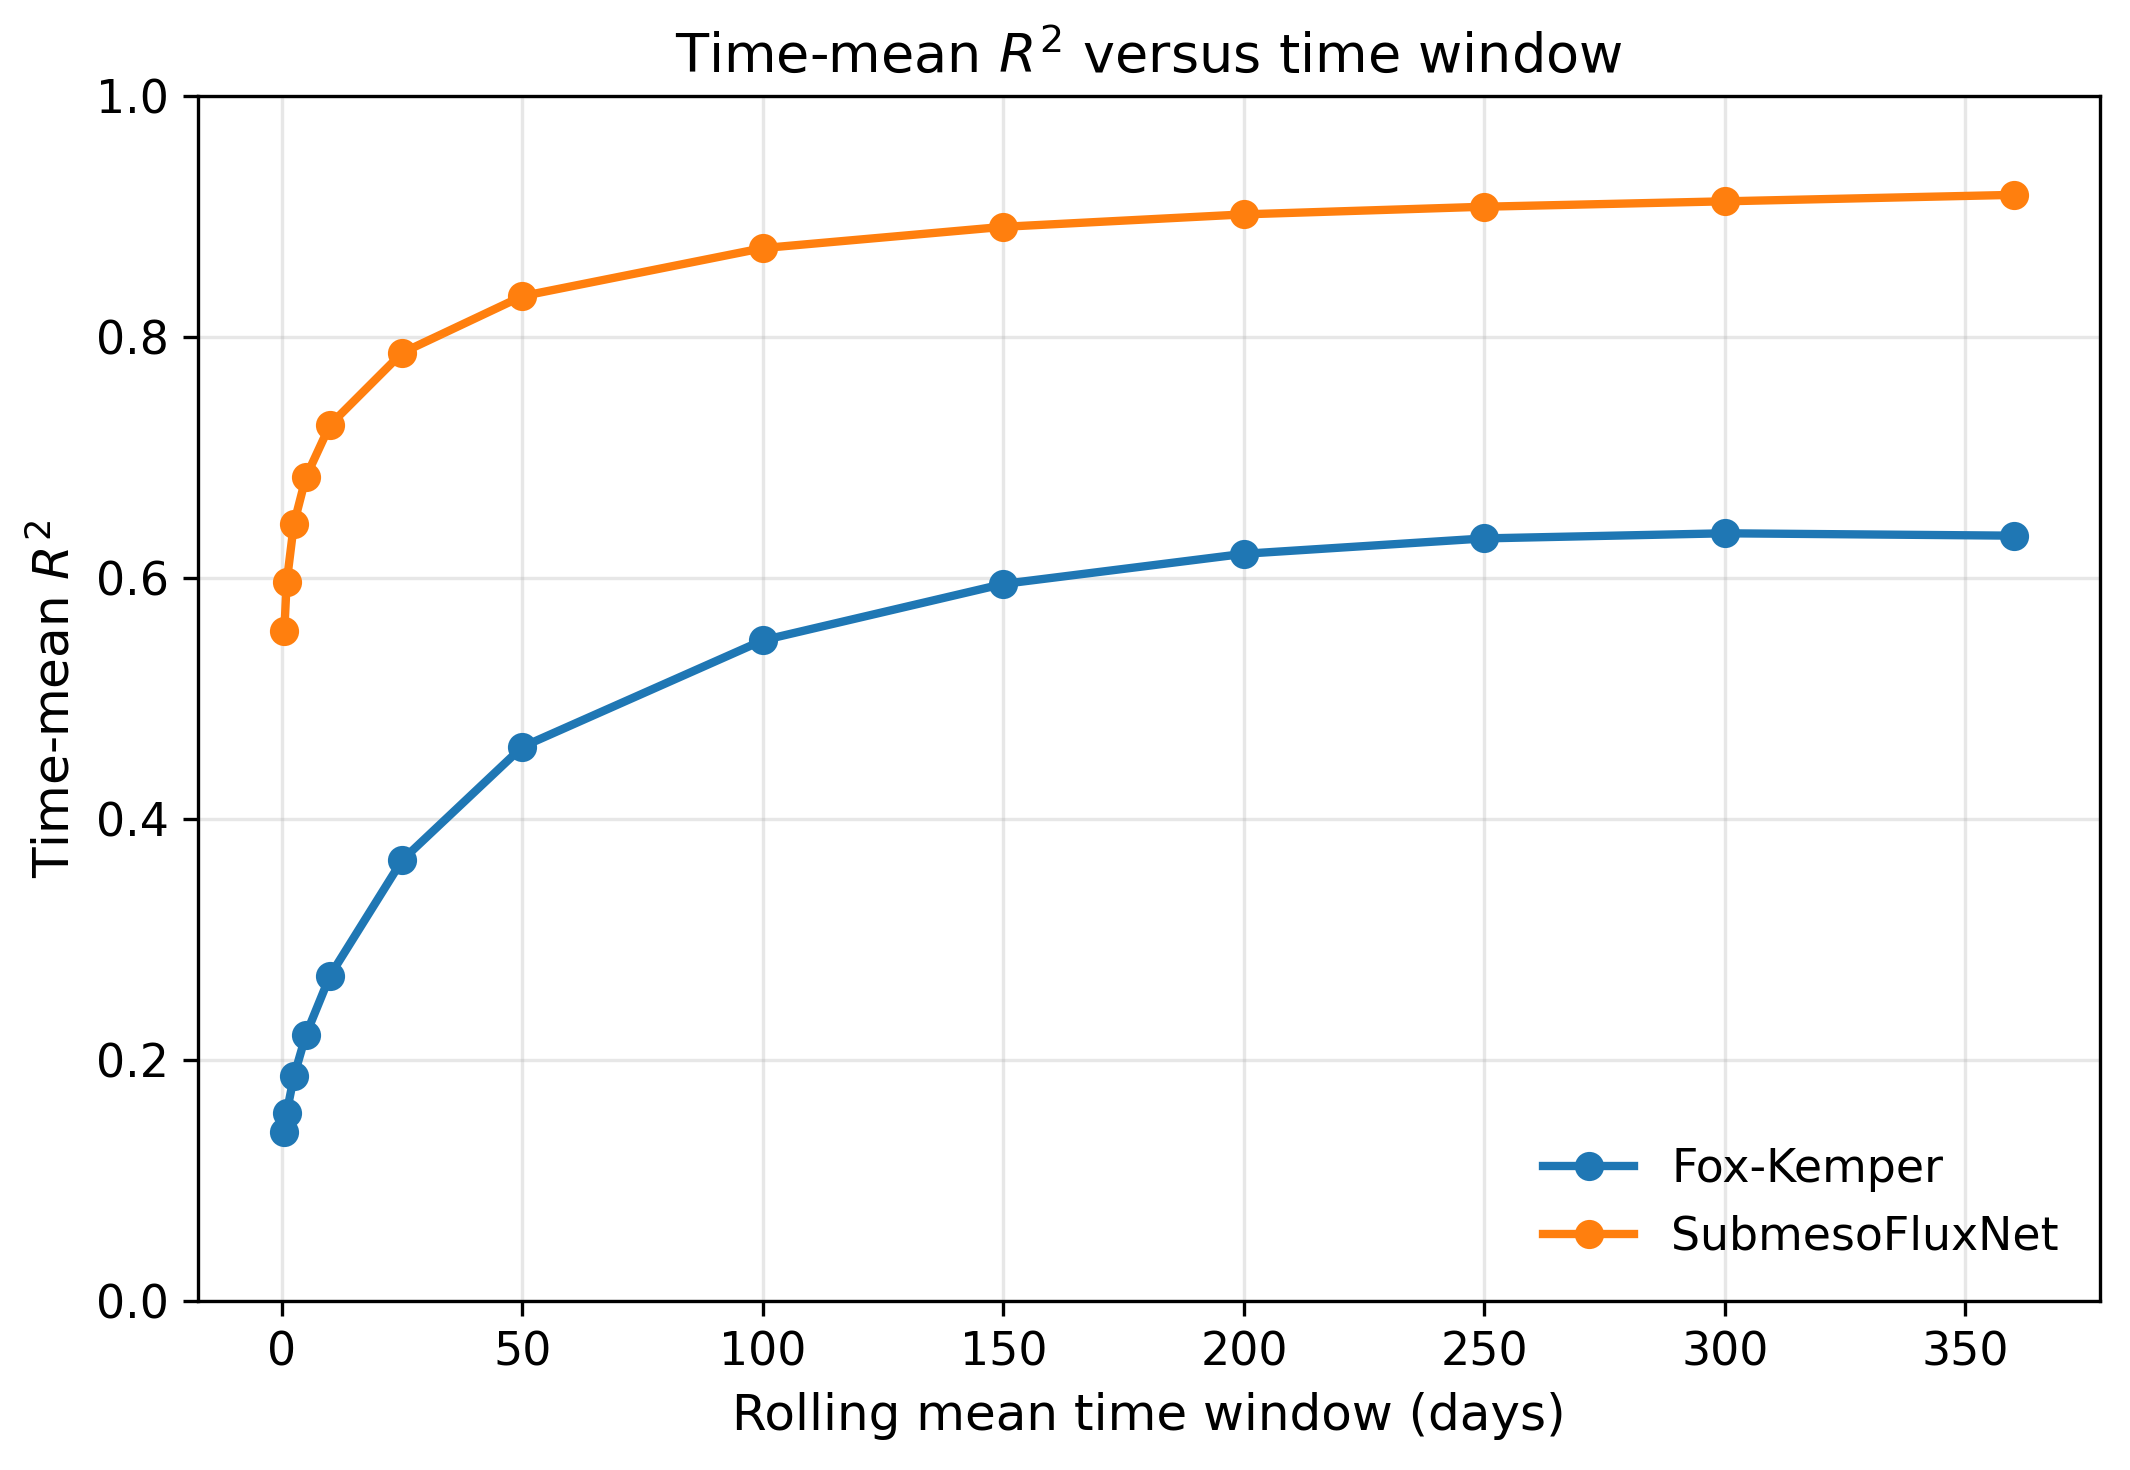 Time-mean R² versus time window
Time-mean R²
1.0
0.8
0.6
0.4
0.2
0.0
0 50 100 150 200 250 300 350
Rolling mean time window (days)
Fox-Kemper
SubmesoFluxNet